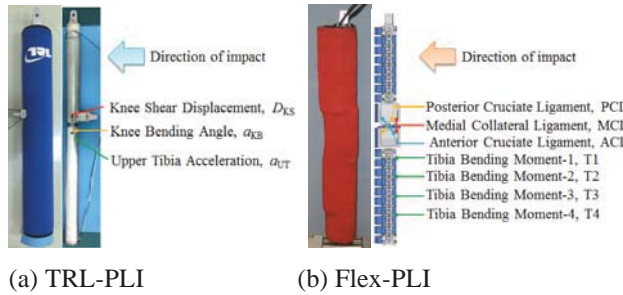 TRL
Direction of impact
Knee Shear Displacement, DKS
Knee Bending Angle, αKB
Upper Tibia Acceleration, αUT
Direction of impact
Posterior Cruciate Ligament, PCL
Medial Collateral Ligament, MCL
Anterior Cruciate Ligament, ACL
Tibia Bending Moment-1, T1
Tibia Bending Moment-2, T2
Tibia Bending Moment-3, T3
Tibia Bending Moment-4, T4
(a) TRL-PLI
(b) Flex-PLI